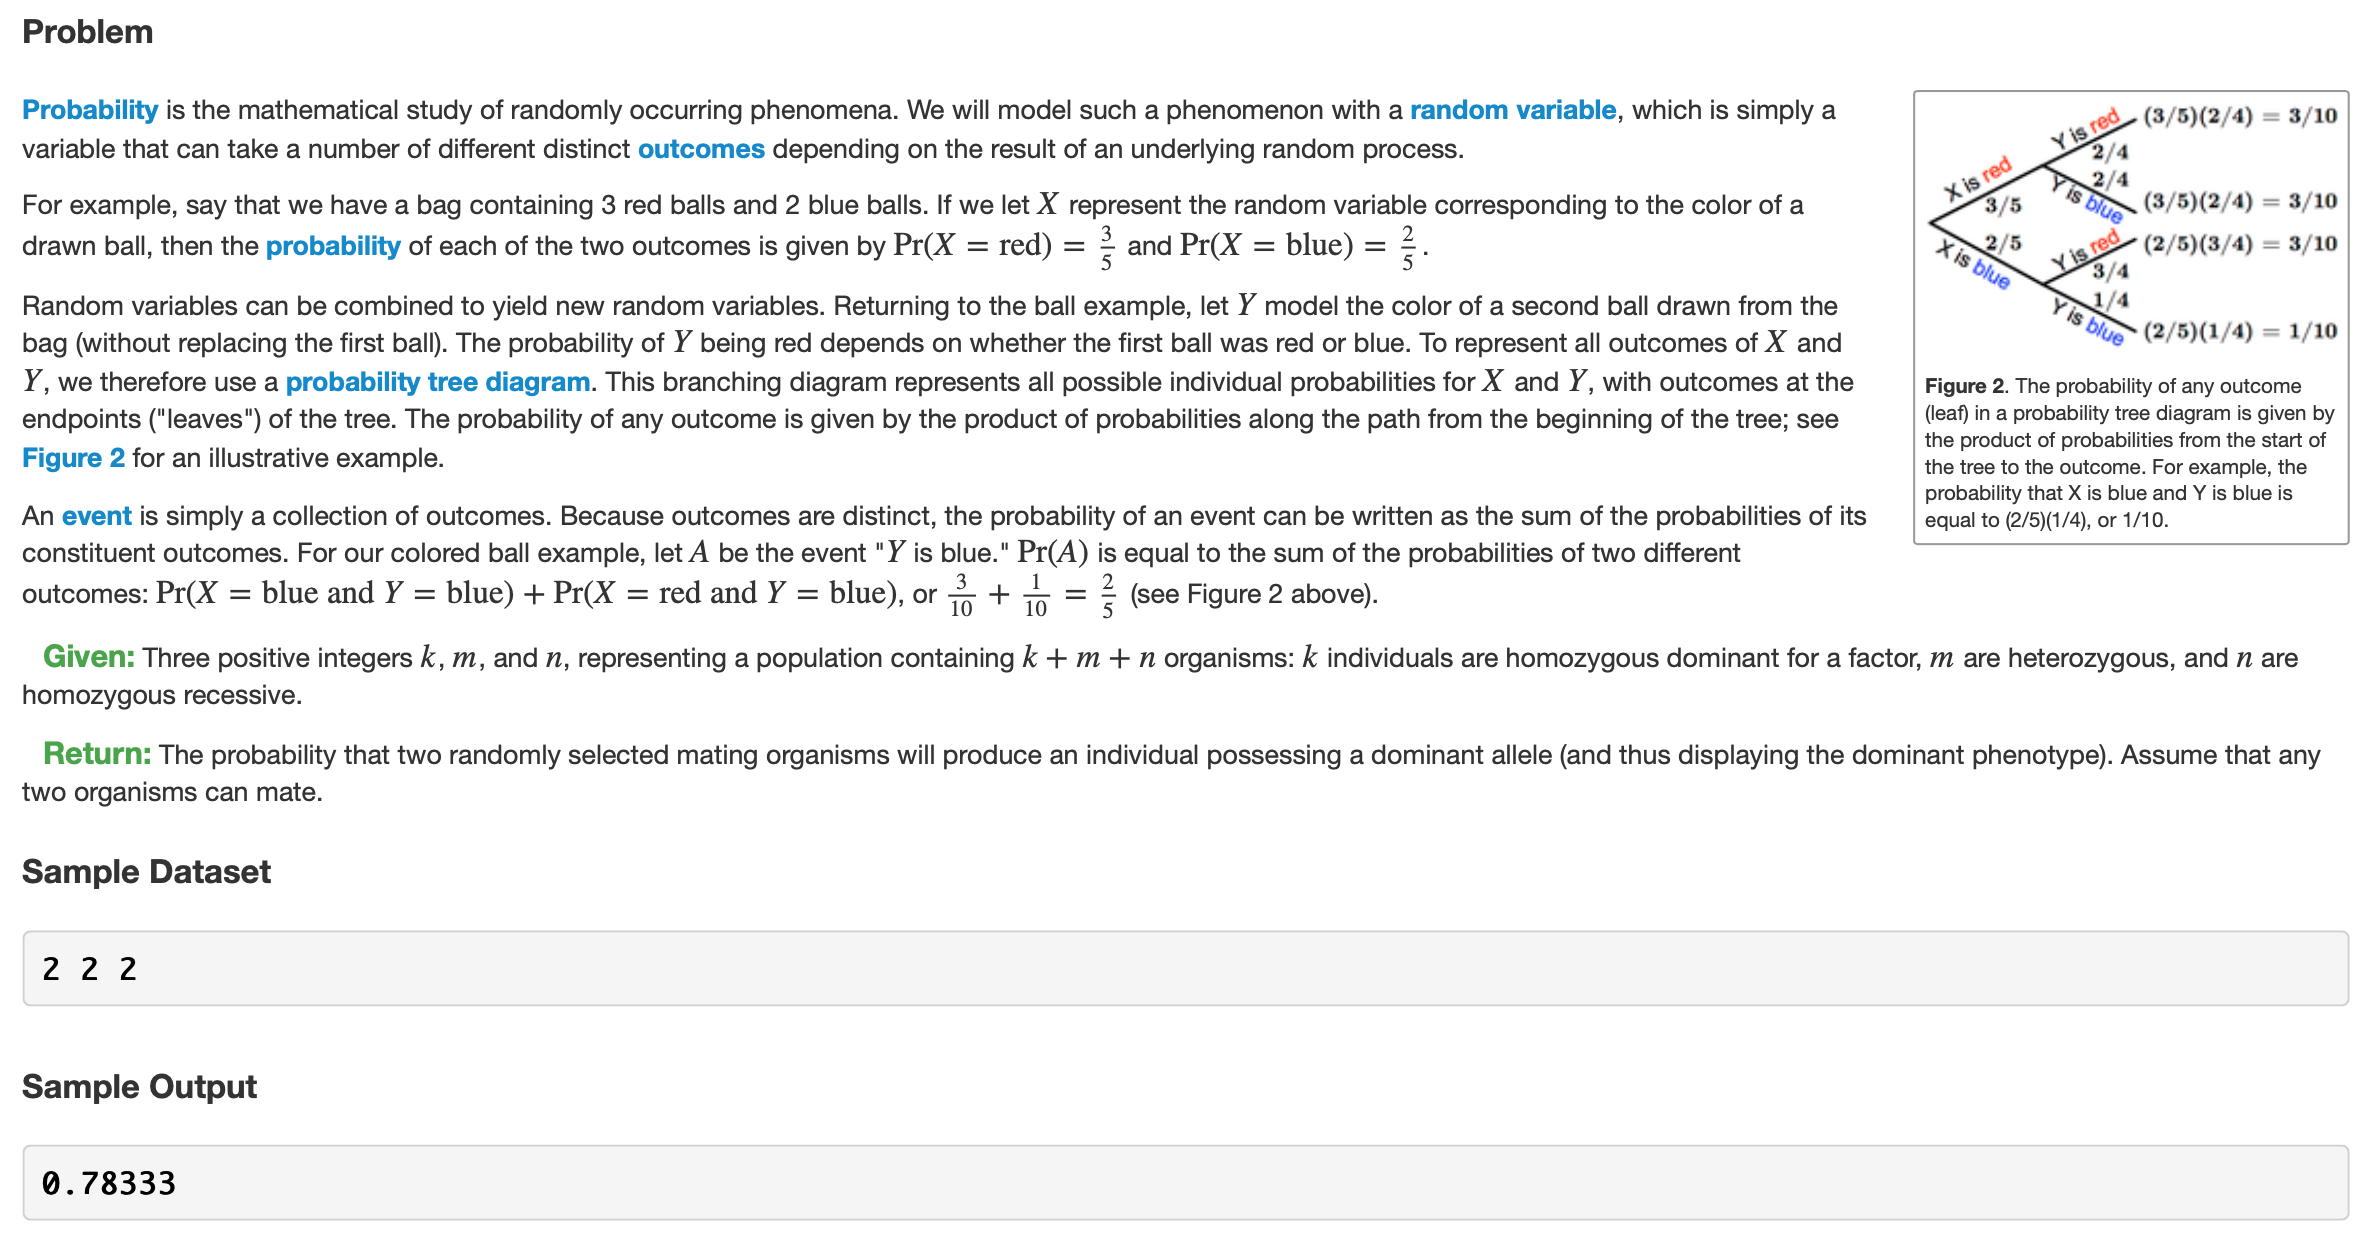 Problem
Probability is the mathematical study of randomly occurring phenomena. We will model such a phenomenon with a random variable, which is simply a
variable that can take a number of different distinct outcomes depending on the result of an underlying random process.
For example, say that we have a bag containing 3 red balls and 2 blue balls. If we let X represent the random variable corresponding to the color of a
drawn ball, then the probability of each of the two outcomes is given by Pr(X = red) = 3/5 and Pr(X = blue) = 2/5.
Random variables can be combined to yield new random variables. Returning to the ball example, let Y model the color of a second ball drawn from the
bag (without replacing the first ball). The probability of Y being red depends on whether the first ball was red or blue. To represent all outcomes of X and
Y, we therefore use a probability tree diagram. This branching diagram represents all possible individual probabilities for X and Y, with outcomes at the
endpoints ("leaves") of the tree. The probability of any outcome is given by the product of probabilities along the path from the beginning of the tree; see
Figure 2 for an illustrative example.
An event is simply a collection of outcomes. Because outcomes are distinct, the probability of an event can be written as the sum of the probabilities of its
constituent outcomes. For our colored ball example, let A be the event "Y is blue." Pr(A) is equal to the sum of the probabilities of two different
outcomes: Pr(X = blue and Y = blue) + Pr(X = red and Y = blue), or 3/10 + 1/10 = 2/5 (see Figure 2 above).
X is red
3/5
X is blue
2/5
Y is red
2/4
(3/5)(2/4) = 3/10
Y is blue
2/4
(3/5)(2/4) = 3/10
Y is red
3/4
(2/5)(3/4) = 3/10
Y is blue
1/4
(2/5)(1/4) = 1/10
Figure 2. The probability of any outcome
(leaf) in a probability tree diagram is given by
the product of probabilities from the start of
the tree to the outcome. For example, the
probability that X is blue and Y is blue is
equal to (2/5)(1/4), or 1/10.
Given: Three positive integers k, m, and n, representing a population containing k + m + n organisms: k individuals are homozygous dominant for a factor, m are heterozygous, and n are
homozygous recessive.
Return: The probability that two randomly selected mating organisms will produce an individual possessing a dominant allele (and thus displaying the dominant phenotype). Assume that any
two organisms can mate.
Sample Dataset
2 2 2
Sample Output
0.78333